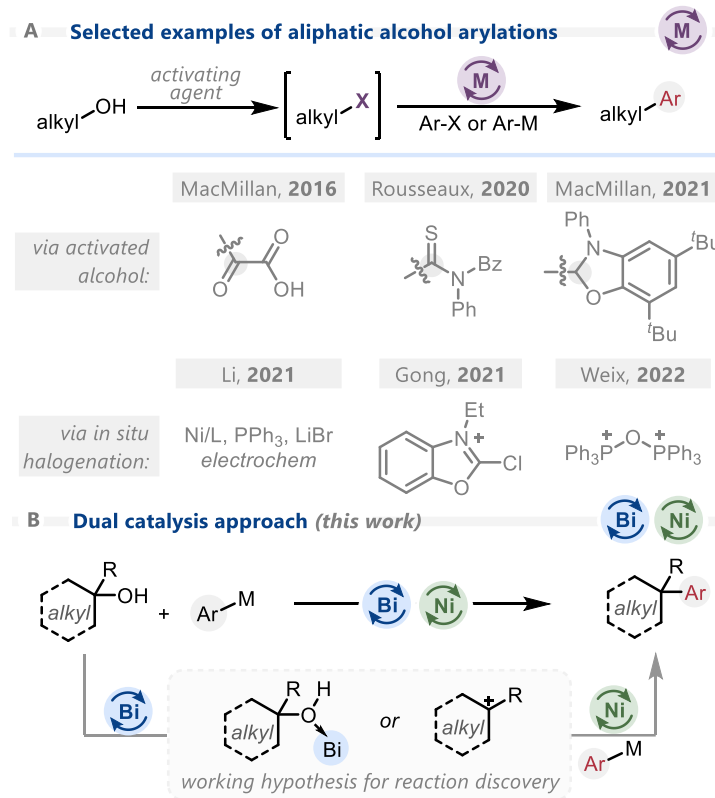 A Selected examples of aliphatic alcohol arylations
M
activating
agent
alkyl OH
alkyl X
M
Ar-X or Ar-M
alkyl Ar
MacMillan, 2016 Rousseaux, 2020 MacMillan, 2021
via activated
alcohol:
O
O
OH
S
N
Bz
Ph
Ph
N
O
tBu
tBu
Li, 2021 Gong, 2021 Weix, 2022
via in situ
halogenation:
Ni/L, PPh3, LiBr
electrochem
Et
N+
Cl
O
Ph3P+ O +PPh3
B Dual catalysis approach (this work)
Bi Ni
R
OH
alkyl
+
Ar M
Bi Ni
R
Ar
alkyl
Bi
R H
O
alkyl
Bi
or
+
R
alkyl
Ni
Ar M
working hypothesis for reaction discovery